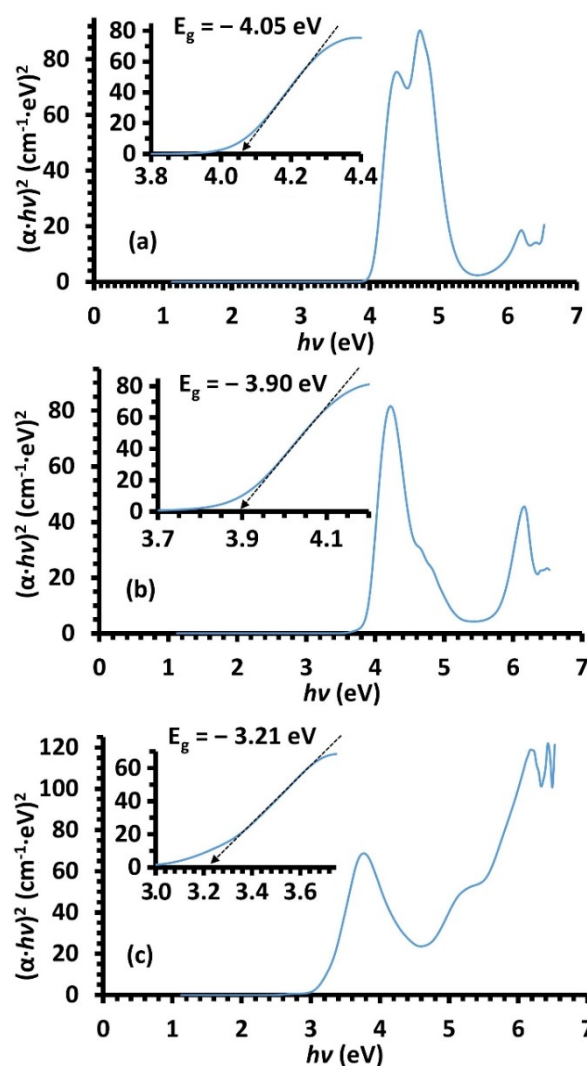 E_g = – 4.05 eV
80
60
40
20
0
3.8 4.0 4.2 4.4
(α·hν)² (cm⁻¹·eV)²
80
60
40
20
0
(a)
0 1 2 3 4 5 6 7
hν (eV)
E_g = – 3.90 eV
80
60
40
20
0
3.7 3.9 4.1
(α·hν)² (cm⁻¹·eV)²
80
60
40
20
0
(b)
0 1 2 3 4 5 6 7
hν (eV)
E_g = – 3.21 eV
60
40
20
0
3.0 3.2 3.4 3.6
(α·hν)² (cm⁻¹·eV)²
120
100
80
60
40
20
0
(c)
0 1 2 3 4 5 6 7
hν (eV)